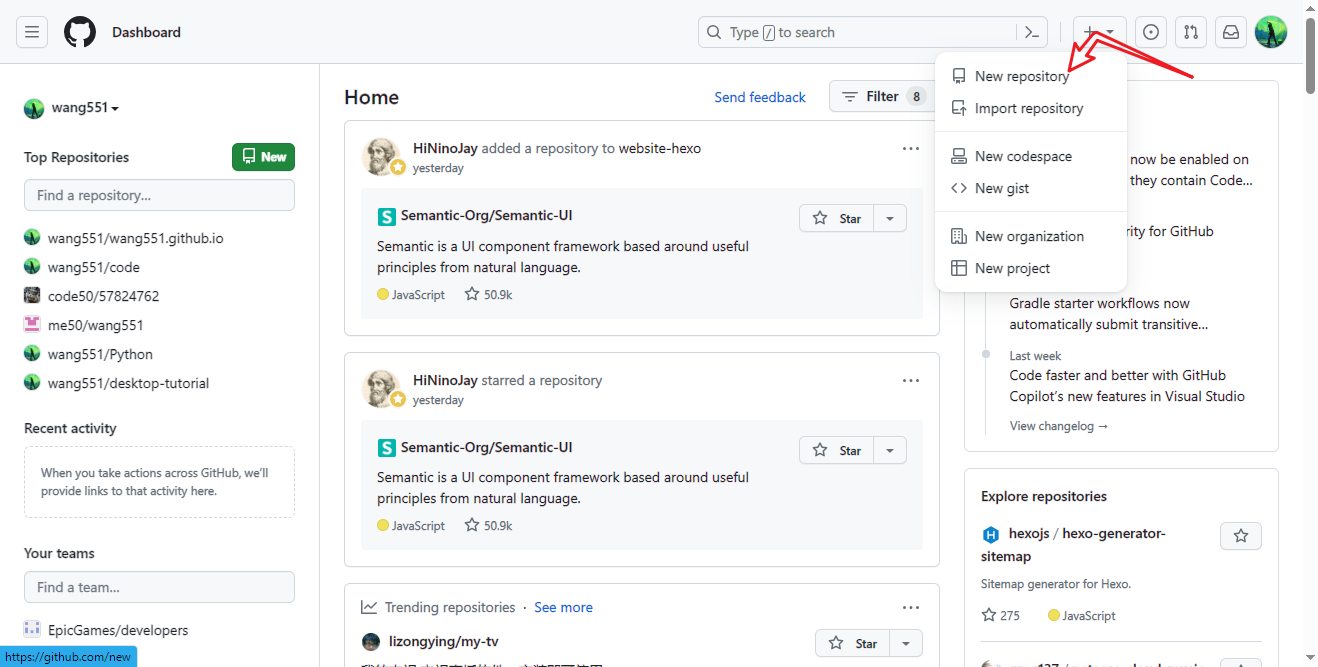 Dashboard
Type / to search
wang551
Top Repositories
New
Find a repository...
wang551/wang551.github.io
wang551/code
code50/57824762
me50/wang551
wang551/Python
wang551/desktop-tutorial
Recent activity
When you take actions across GitHub, we'll
provide links to that activity here.
Your teams
Find a team...
EpicGames/developers
https://github.com/new
Home
Send feedback
Filter 8
HiNinoJay added a repository to website-hexo
yesterday
Semantic-Org/Semantic-UI
Star
Semantic is a UI component framework based around useful
principles from natural language.
JavaScript 50.9k
HiNinoJay starred a repository
yesterday
Semantic-Org/Semantic-UI
Star
Semantic is a UI component framework based around useful
principles from natural language.
JavaScript 50.9k
Trending repositories · See more
lizongying/my-tv
Star
New repository
Import repository
New codespace
New gist
New organization
New project
now be enabled on
they contain Code...
for GitHub
Gradle starter workflows now
automatically submit transitive...
Last week
Code faster and better with GitHub
Copilot's new features in Visual Studio
View changelog →
Explore repositories
hexojs / hexo-generator-
sitemap
Sitemap generator for Hexo.
275 JavaScript